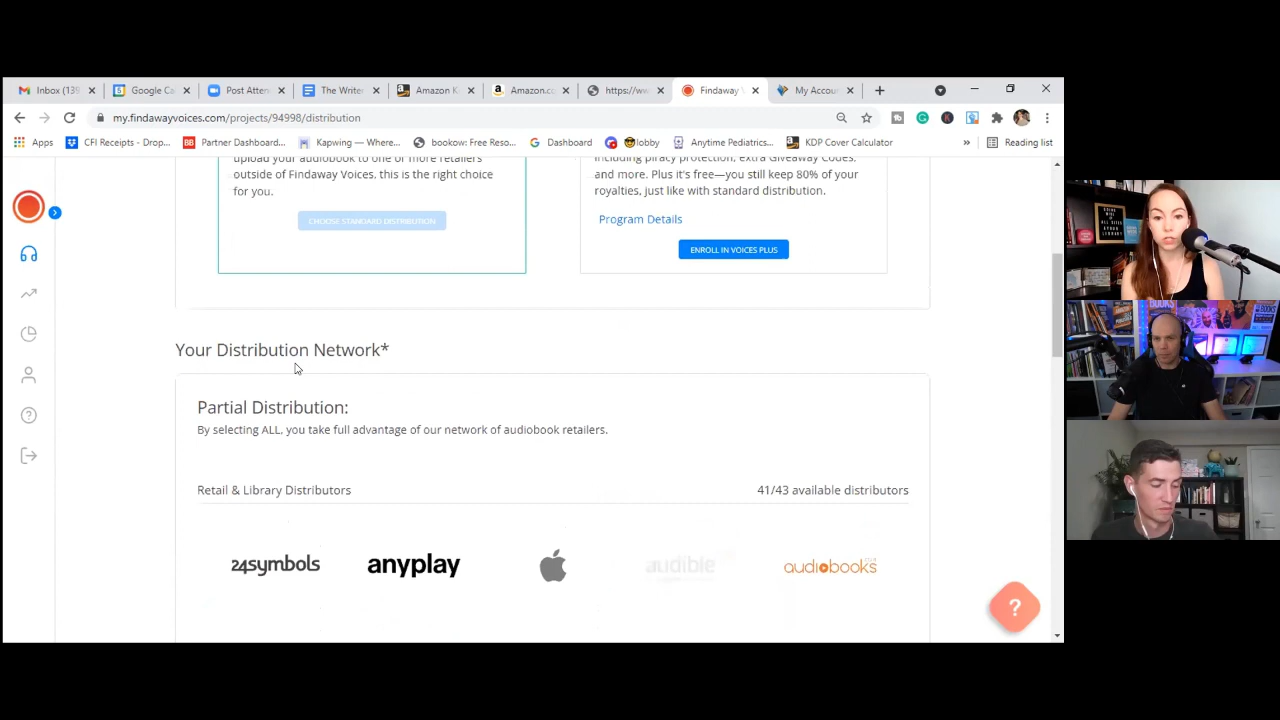 Inbox (139
Google Ca
Post Atten
The Writer
Amazon K
Amazon.co
https://ww
Findaway V
My Accoun
my.findawayvoices.com/projects/94998/distribution
Apps
CFI Receipts - Drop...
Partner Dashboard...
Kapwing — Where...
bookow: Free Reso...
Dashboard
lobby
Anytime Pediatrics...
KDP Cover Calculator
»
Reading list
upload your audiobook to one or more retailers
outside of Findaway Voices, this is the right choice
for you.
CHOOSE STANDARD DISTRIBUTION
including piracy protection, extra Giveaway Codes,
and more. Plus it's free—you still keep 80% of your
royalties, just like with standard distribution.
Program Details
ENROLL IN VOICES PLUS
Your Distribution Network*
Partial Distribution:
By selecting ALL, you take full advantage of our network of audiobook retailers.
Retail & Library Distributors
41/43 available distributors
24symbols
anyplay
audible
audiobooks
?